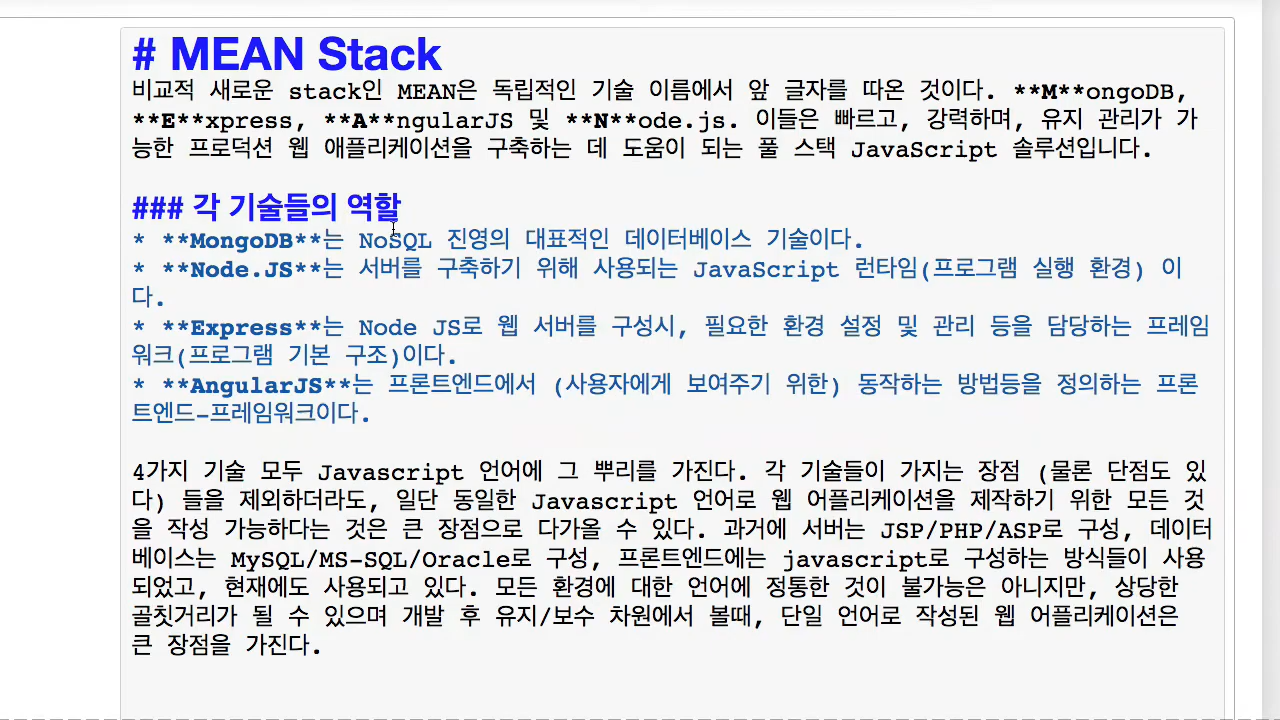 # MEAN Stack
비교적 새로운 stack인 MEAN은 독립적인 기술 이름에서 앞 글자를 따온 것이다. **M**ongoDB,
**E**xpress, **A**ngularJS 및 **N**ode.js. 이들은 빠르고, 강력하며, 유지 관리가 가
능한 프로덕션 웹 애플리케이션을 구축하는 데 도움이 되는 풀 스택 JavaScript 솔루션입니다.
### 각 기술들의 역할
* **MongoDB**는 NoSQL 진영의 대표적인 데이터베이스 기술이다.
* **Node.JS**는 서버를 구축하기 위해 사용되는 JavaScript 런타임(프로그램 실행 환경) 이
다.
* **Express**는 Node JS로 웹 서버를 구성시, 필요한 환경 설정 및 관리 등을 담당하는 프레임
워크(프로그램 기본 구조)이다.
* **AngularJS**는 프론트엔드에서 (사용자에게 보여주기 위한) 동작하는 방법등을 정의하는 프론
트엔드-프레임워크이다.
4가지 기술 모두 Javascript 언어에 그 뿌리를 가진다. 각 기술들이 가지는 장점 (물론 단점도 있
다) 들을 제외하더라도, 일단 동일한 Javascript 언어로 웹 어플리케이션을 제작하기 위한 모든 것
을 작성 가능하다는 것은 큰 장점으로 다가올 수 있다. 과거에 서버는 JSP/PHP/ASP로 구성, 데이터
베이스는 MySQL/MS-SQL/Oracle로 구성, 프론트엔드에는 javascript로 구성하는 방식들이 사용
되었고, 현재에도 사용되고 있다. 모든 환경에 대한 언어에 정통한 것이 불가능은 아니지만, 상당한
골칫거리가 될 수 있으며 개발 후 유지/보수 차원에서 볼때, 단일 언어로 작성된 웹 어플리케이션은
큰 장점을 가진다.